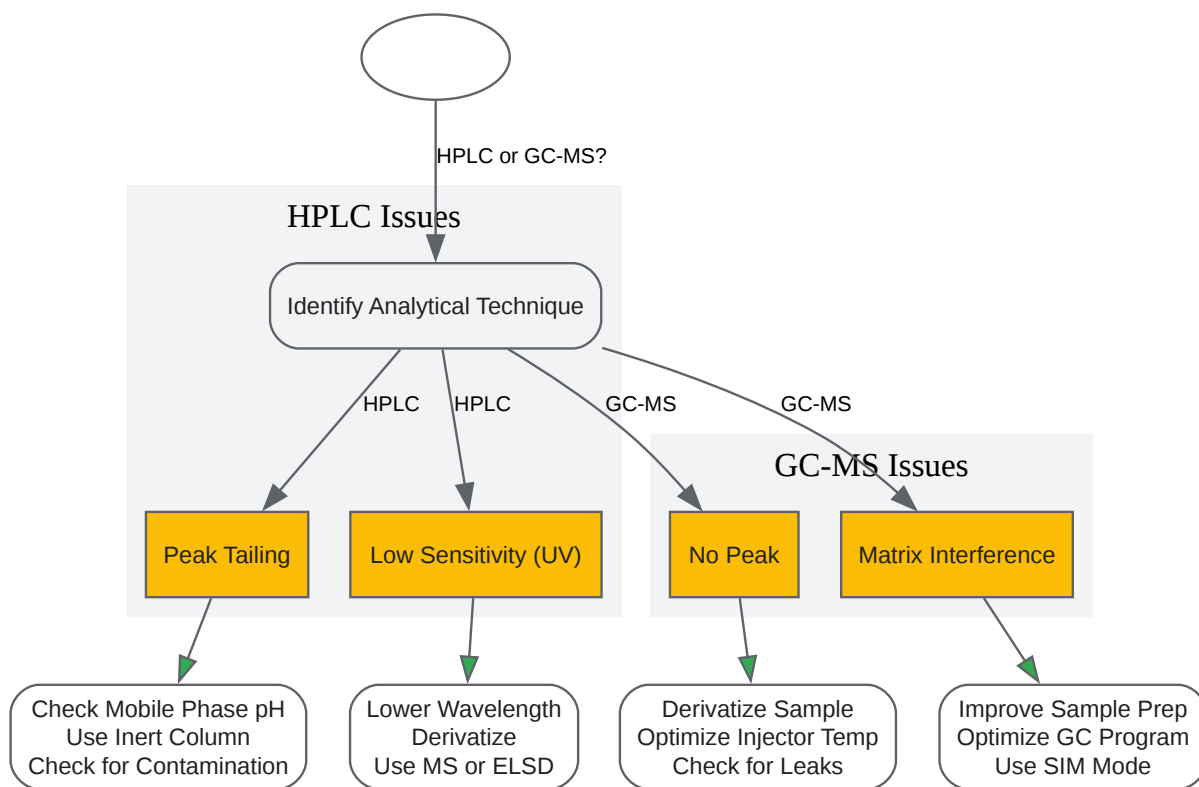 HPLC or GC-MS?
HPLC Issues
Identify Analytical Technique
HPLC
HPLC
GC-MS
GC-MS
GC-MS Issues
Peak Tailing
Low Sensitivity (UV)
No Peak
Matrix Interference
Check Mobile Phase pH
Use Inert Column
Check for Contamination
Lower Wavelength
Derivatize
Use MS or ELSD
Derivatize Sample
Optimize Injector Temp
Check for Leaks
Improve Sample Prep
Optimize GC Program
Use SIM Mode